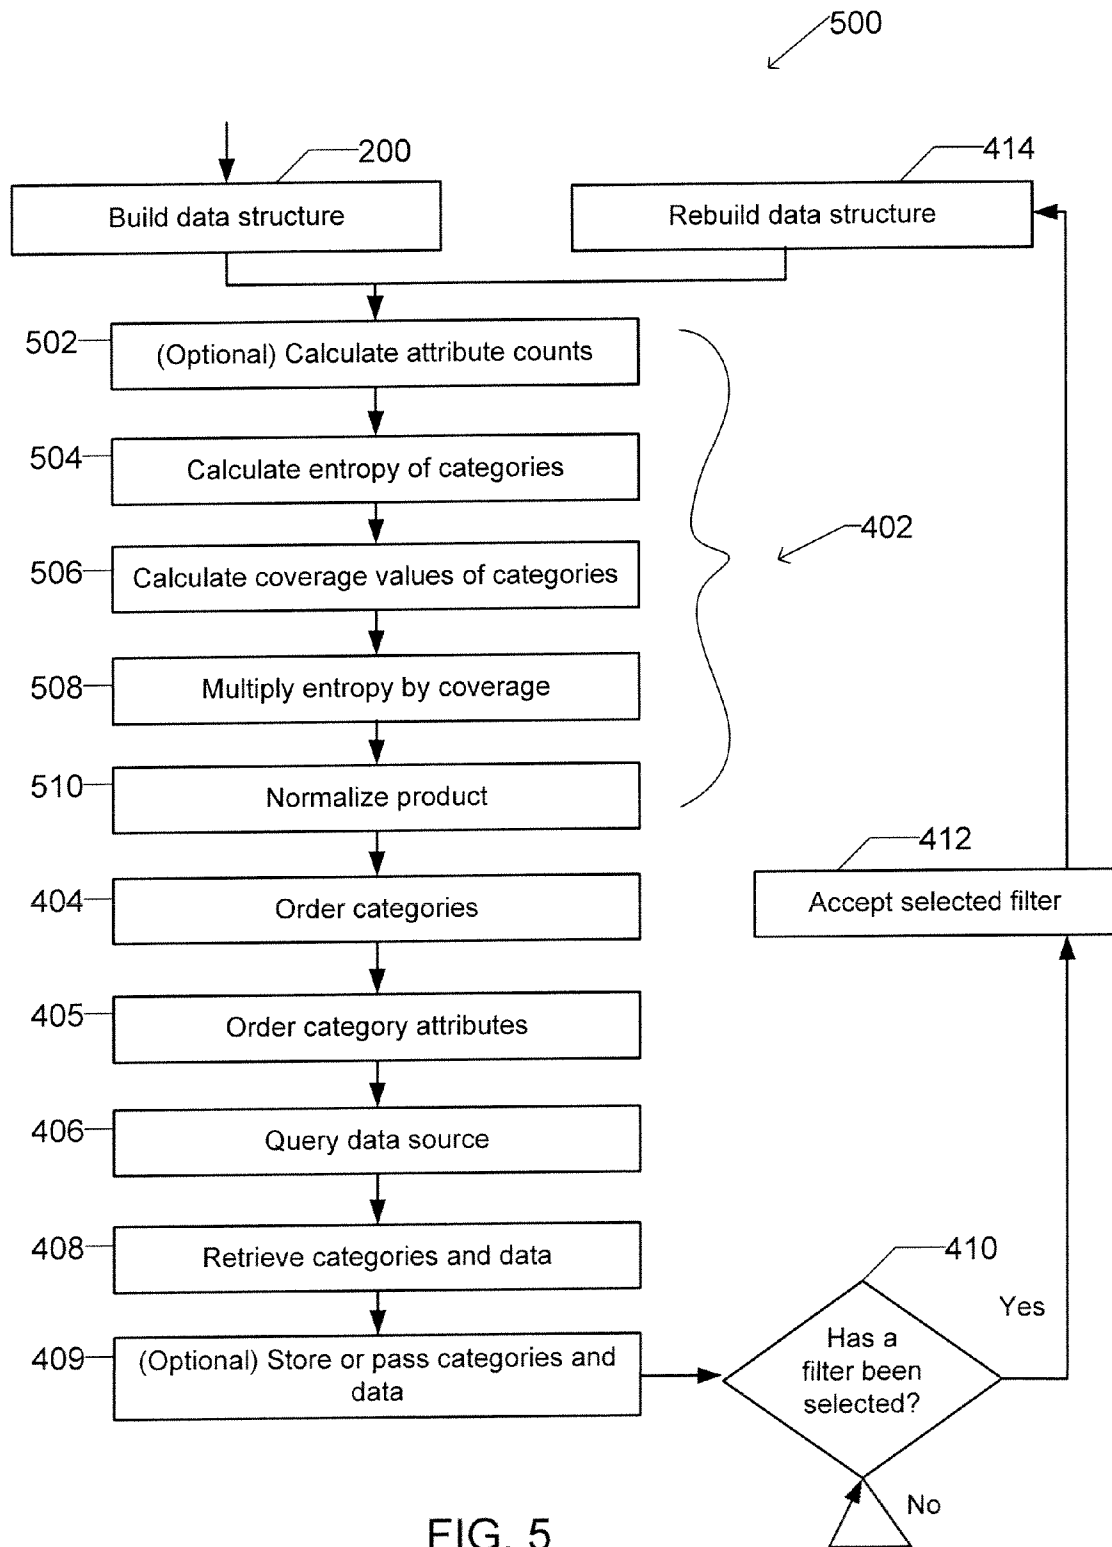 500
200
414
Build data structure
Rebuild data structure
502
(Optional) Calculate attribute counts
504
Calculate entropy of categories
402
506
Calculate coverage values of categories
508
Multiply entropy by coverage
510
Normalize product
412
404
Order categories
Accept selected filter
405
Order category attributes
406
Query data source
408
Retrieve categories and data
410
Yes
409
(Optional) Store or pass categories and
data
Has a
filter been
selected?
No
FIG. 5